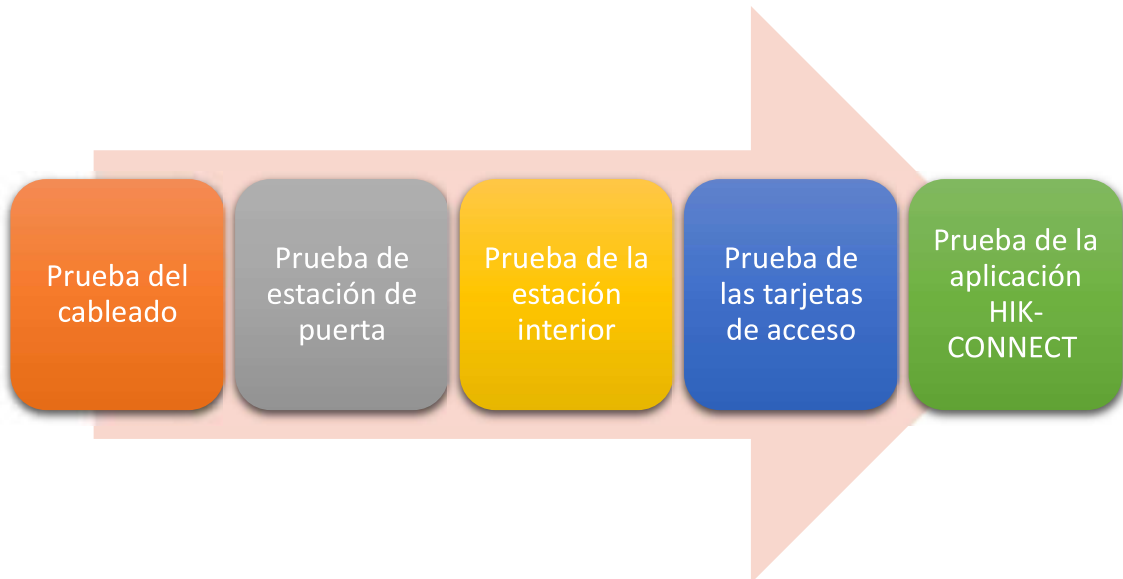 Prueba del
cableado
Prueba de
estación de
puerta
Prueba de la
estación
interior
Prueba de
las tarjetas
de acceso
Prueba de la
aplicación
HIK-
CONNECT